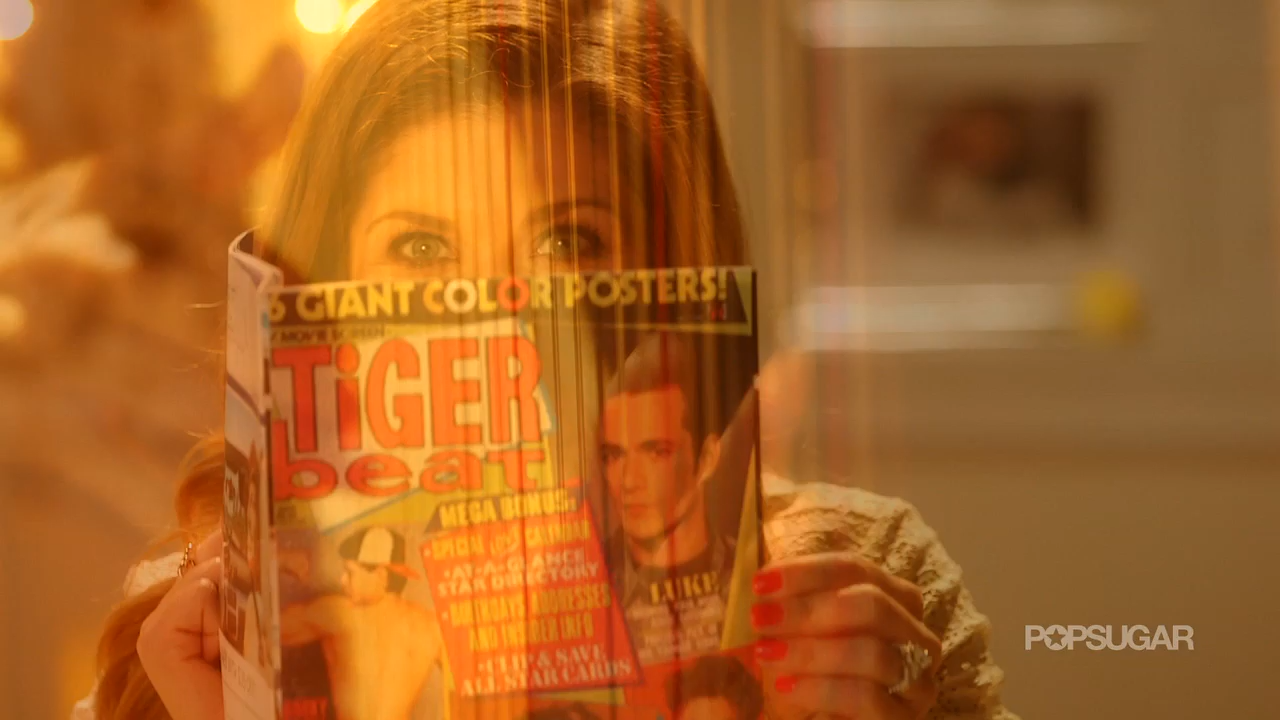 6 GIANT COLOR POSTERS!
TiGER
beat
MEGA BONUS:
SPECIAL CALENDAR
AT-A-GLANCE
STAR DIRECTORY
BIRTHDAYS, ADDRESSES
AND INSIDER INFO
CLIP & SAVE
ALL-STAR CARDS
LUKE
POPSUGAR